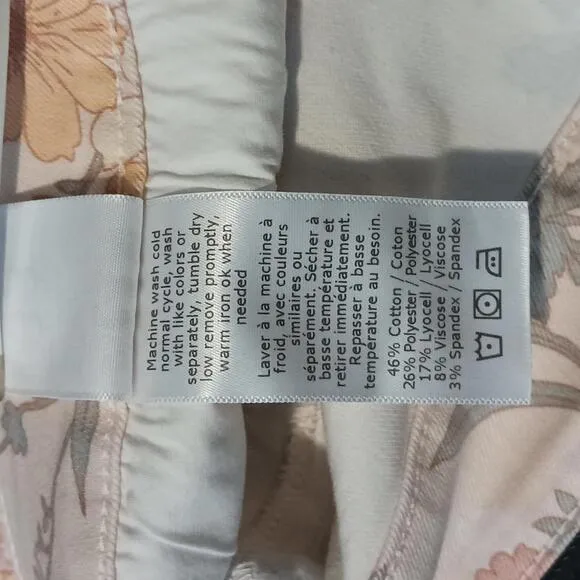 Machine wash cold
normal cycle, wash
with like colors or
separately, tumble dry
low remove promptly,
warm iron ok when
needed
Laver à la machine à
froid, avec couleurs
similaires ou
séparément. Sécher à
basse température et
retirer immédiatement.
Repasser à basse
température au besoin.
46% Cotton / Coton
26% Polyester / Polyester
17% Lyocell / Lyocell
8% Viscose / Viscose
3% Spandex / Spandex